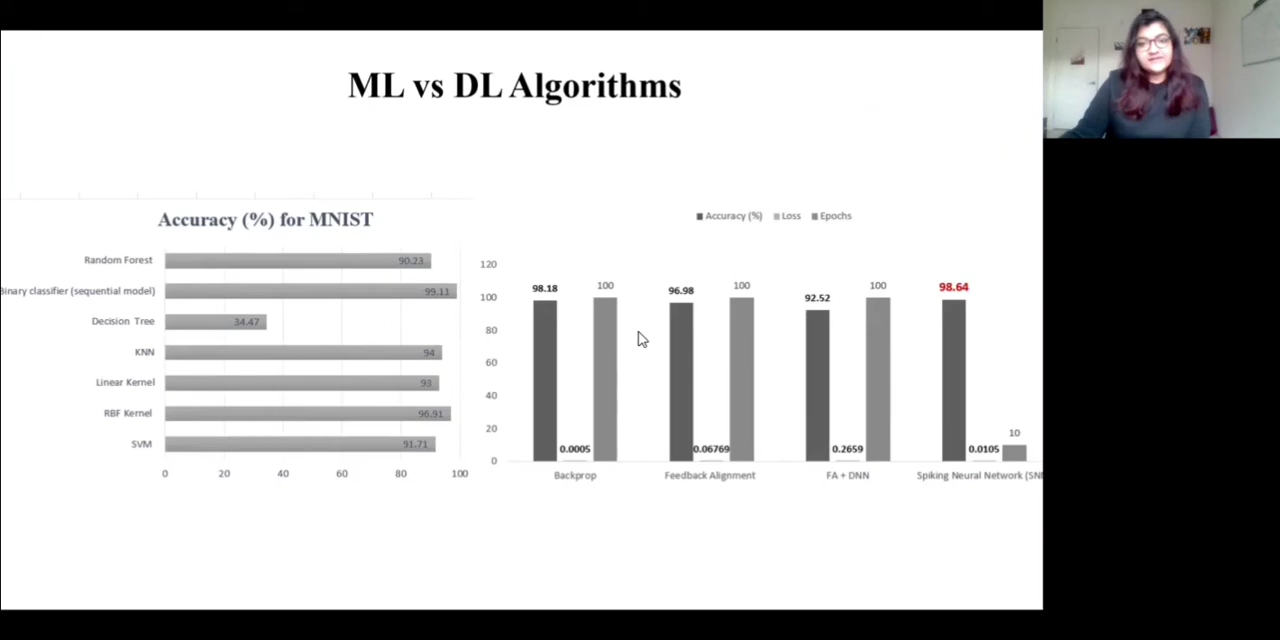 ML vs DL Algorithms
Accuracy (%) for MNIST
Random Forest 90.23
Binary classifier (sequential model) 99.11
Decision Tree 34.47
KNN 94
Linear Kernel 93
RBF Kernel 96.91
SVM 91.71
0 20 40 60 80 100
Accuracy (%) Loss Epochs
120
100
80
60
40
20
0
98.18 0.0005 100
96.98 0.06769 100
92.52 0.2659 100
98.64 0.0105 10
Backprop Feedback Alignment FA + DNN Spiking Neural Network (SNN